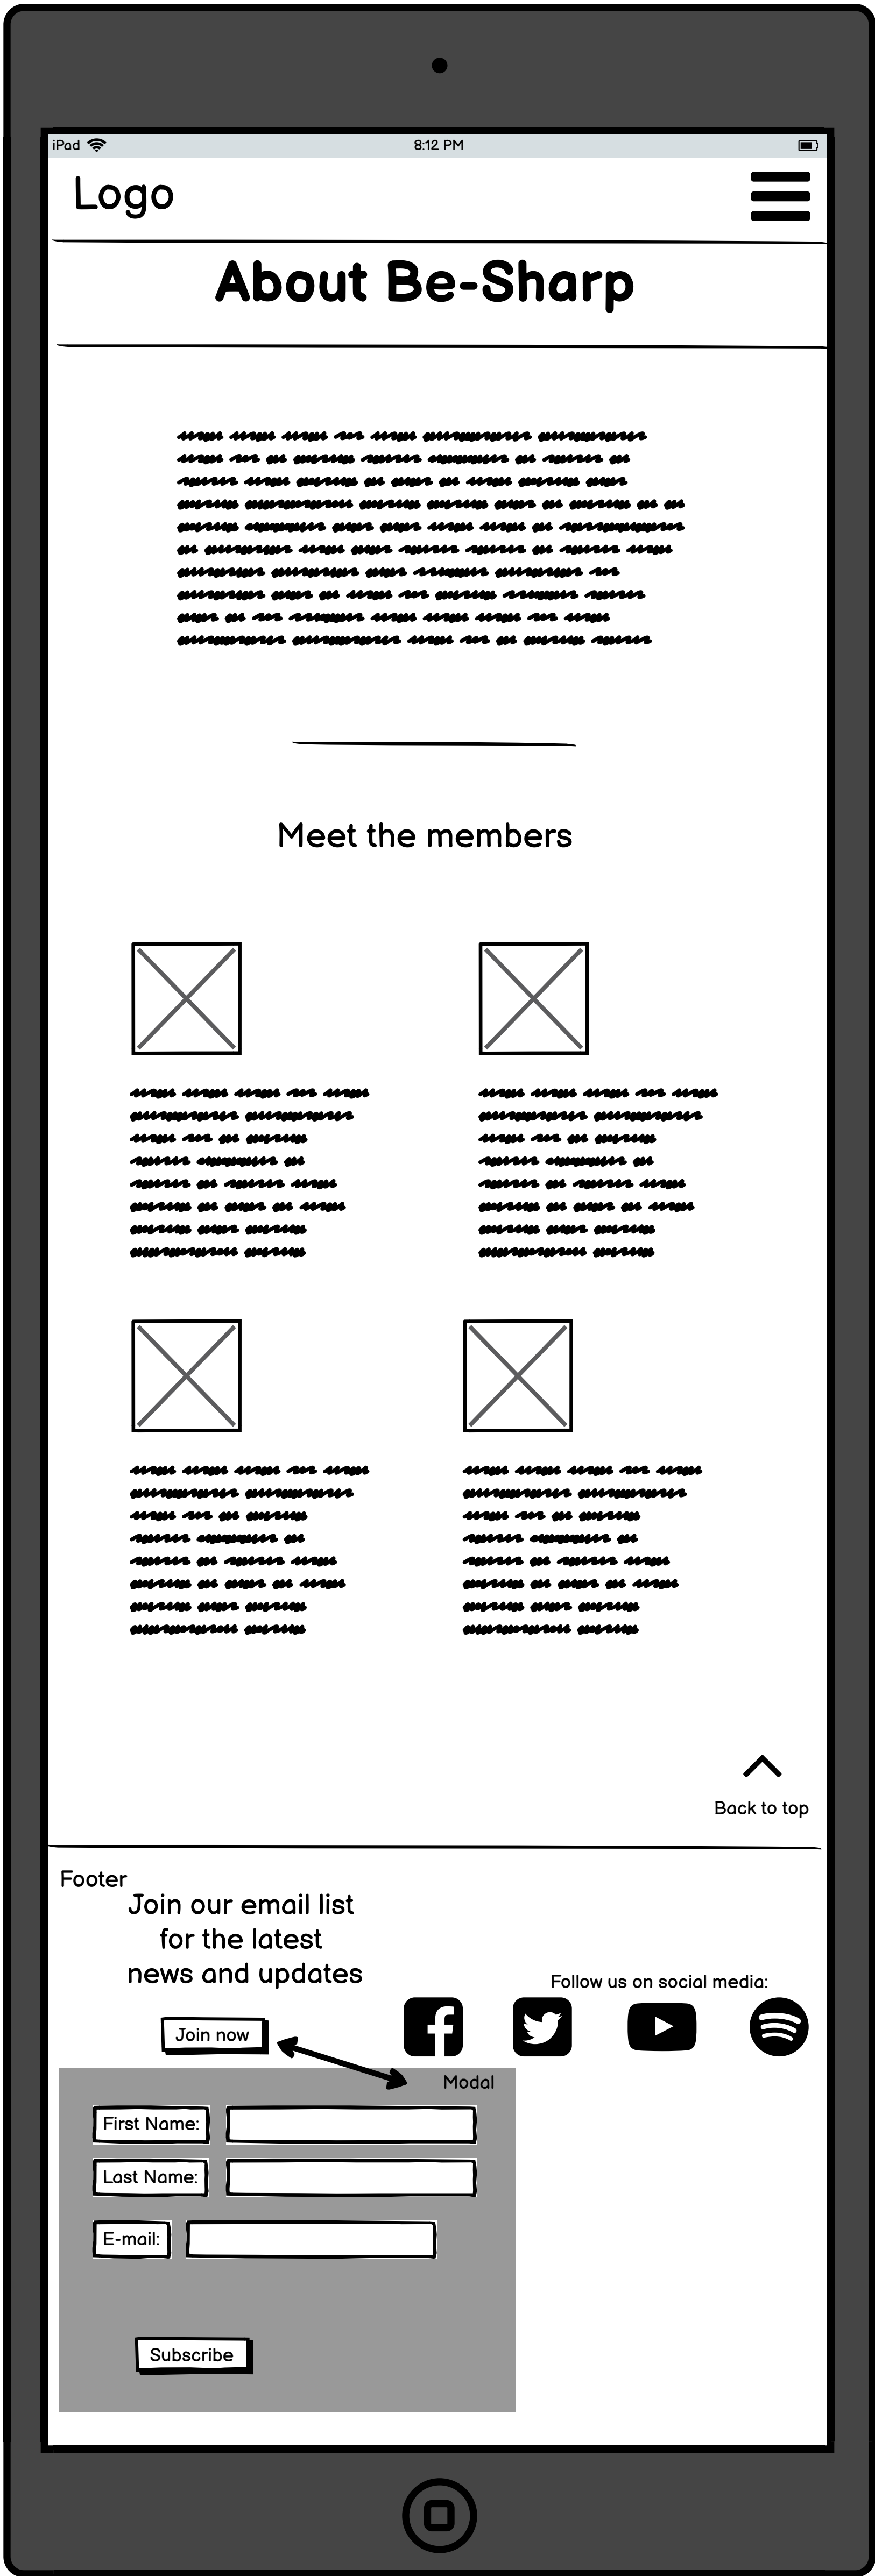 iPad
8:12 PM
Logo
About Be-Sharp
Meet the members
Back to top
Footer
Join our email list
for the latest
news and updates
Follow us on social media:
Join now
Modal
First Name:
Last Name:
E-mail:
Subscribe